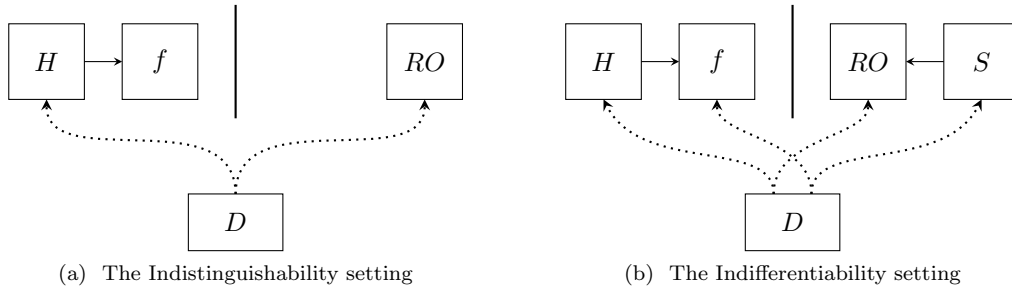 H f RO
D
(a) The Indistinguishability setting
H f RO S
D
(b) The Indifferentiability setting